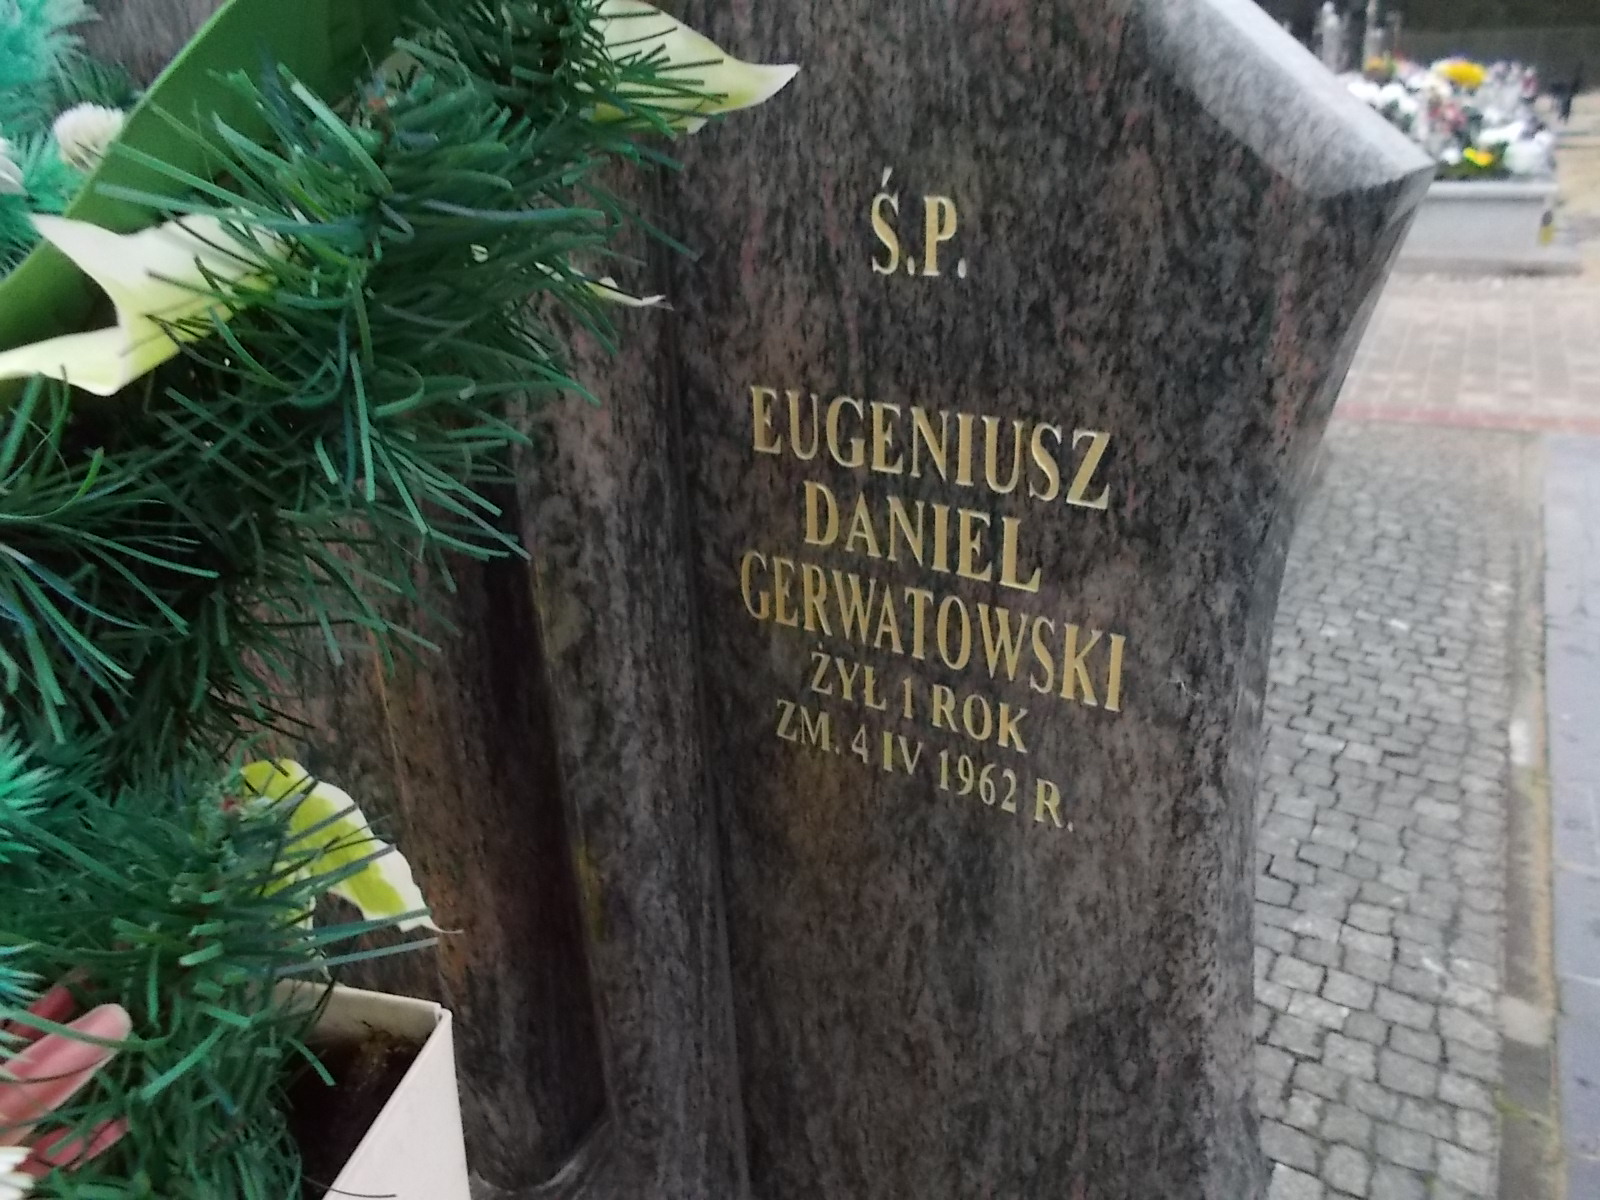 Ś.P.
EUGENIUSZ
DANIEL
GERWATOWSKI
ŻYŁ 1 ROK
ZM. 4 IV 1962 R.